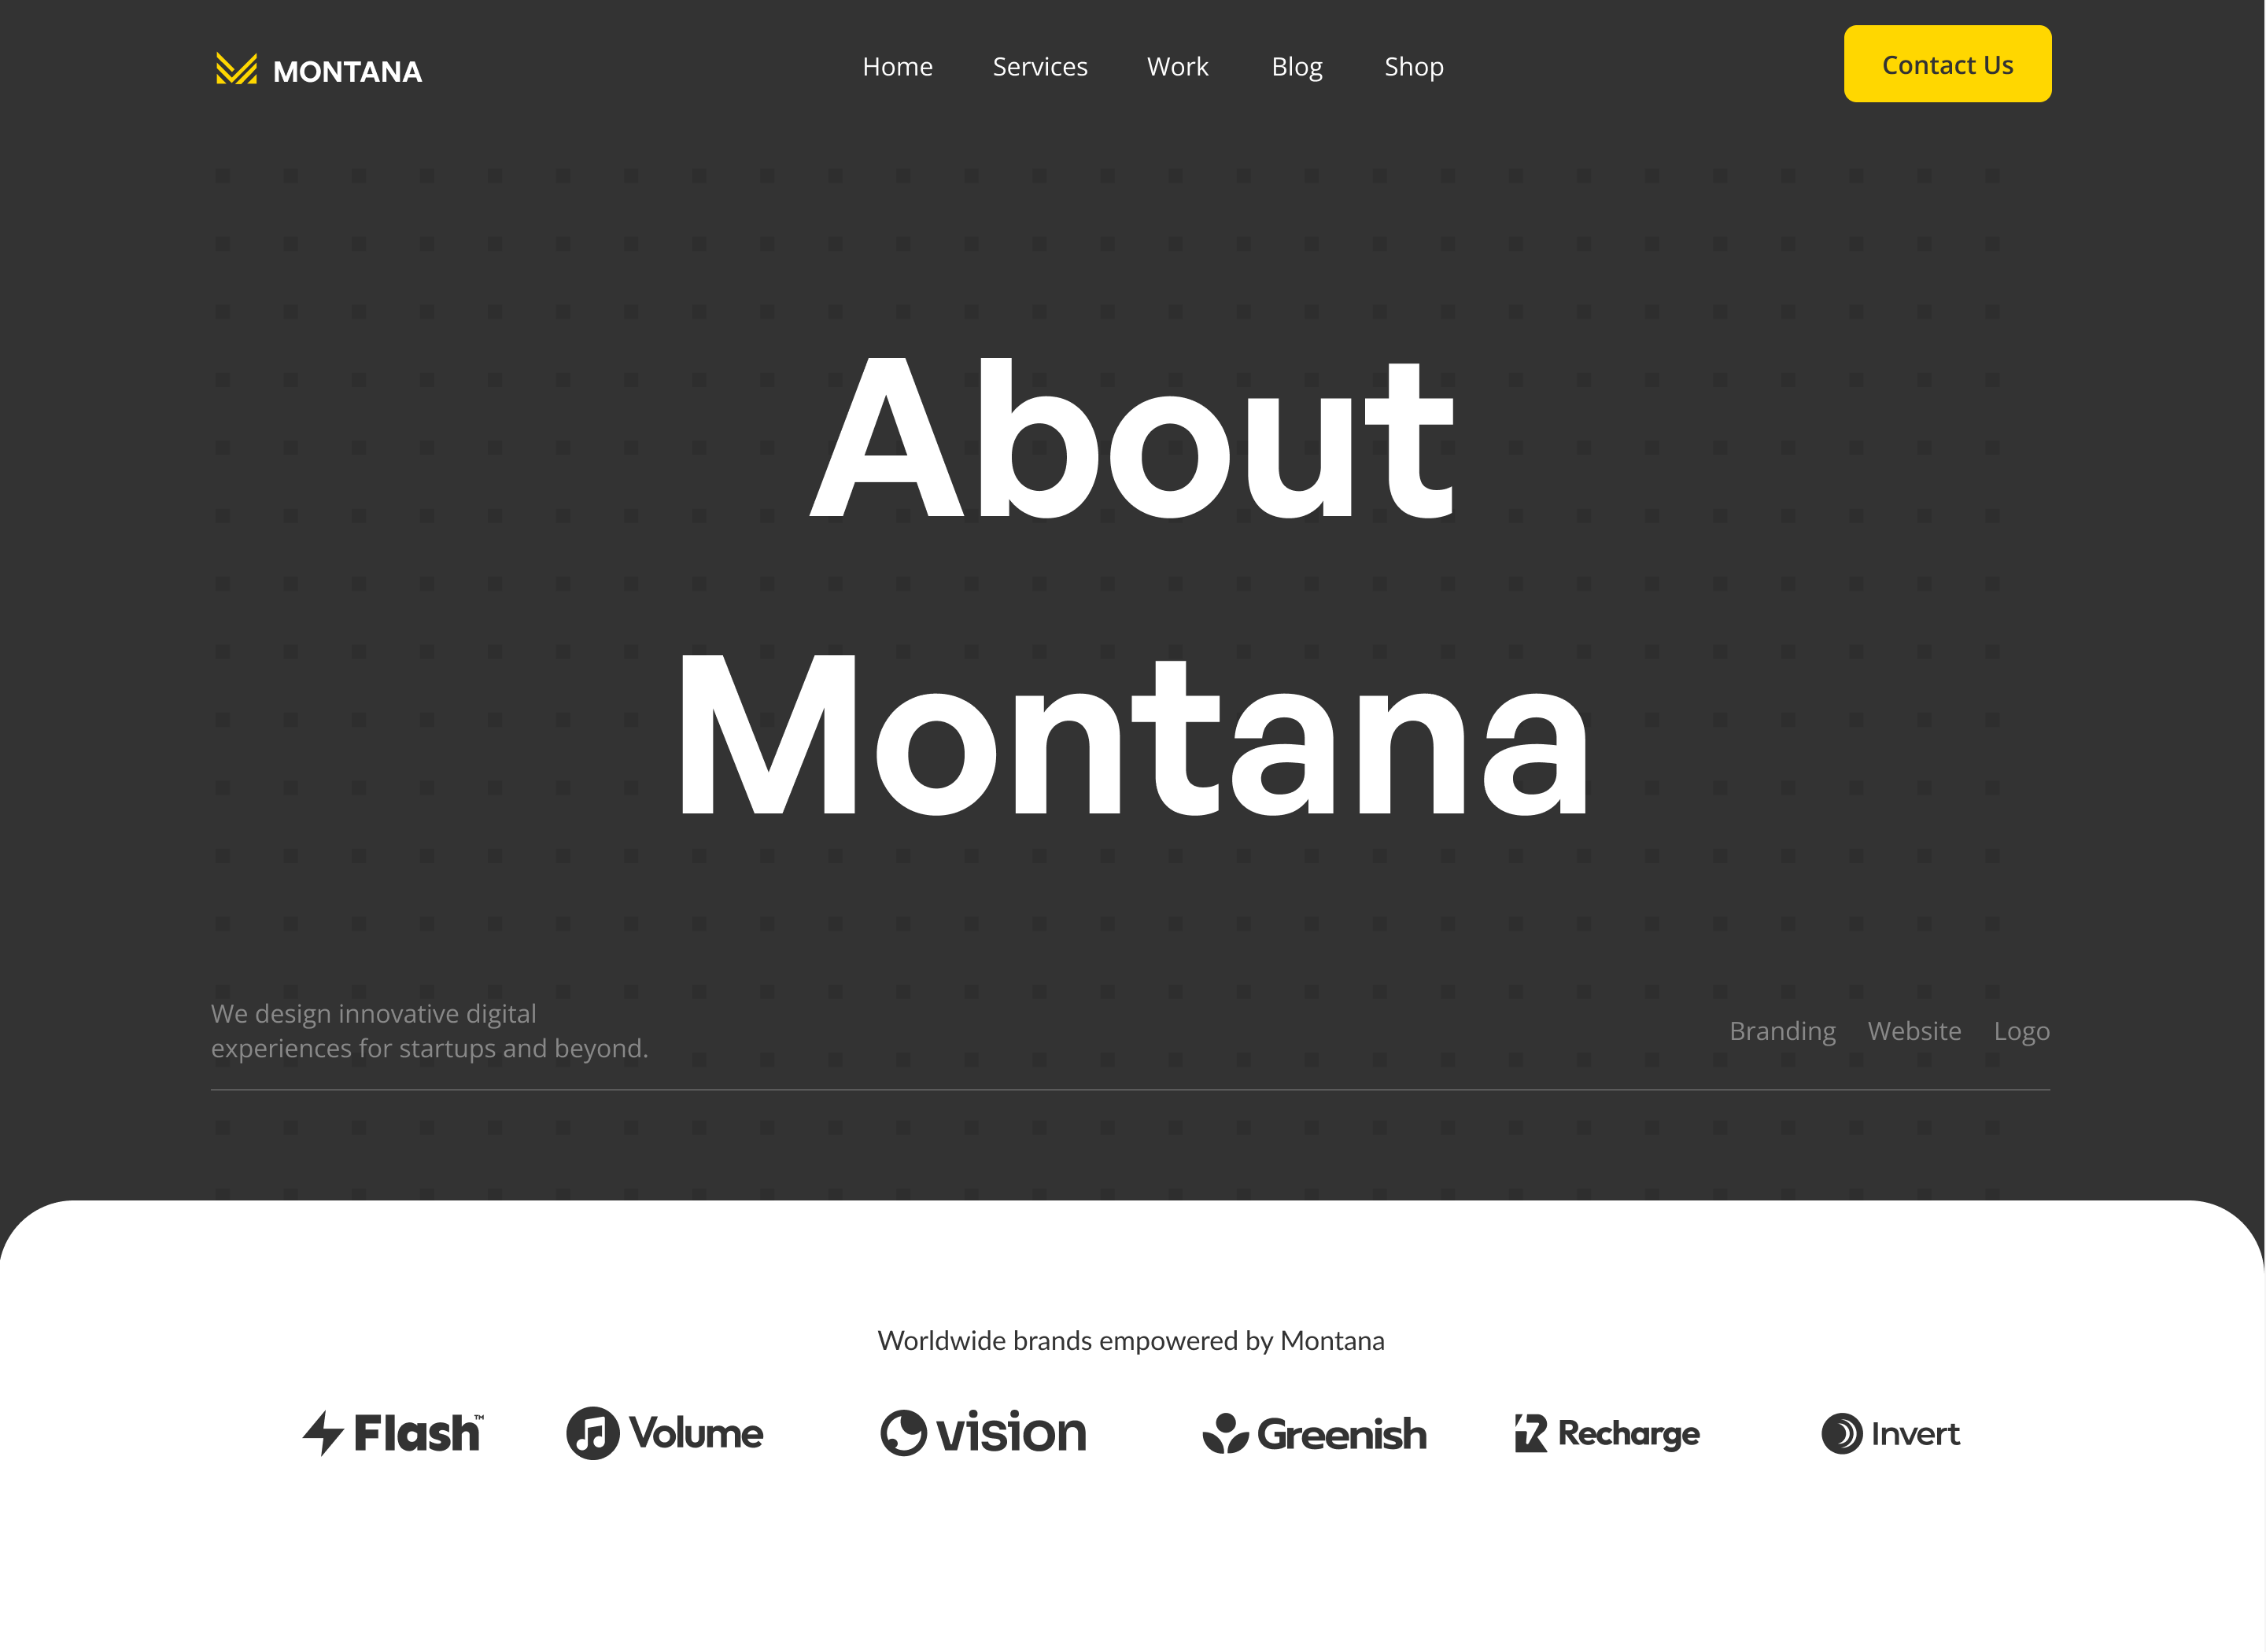 MONTANA
Home Services Work Blog Shop
Contact Us
About
Montana
We design innovative digital
experiences for startups and beyond.
Branding Website Logo
Worldwide brands empowered by Montana
Flash™ Volume vision Greenish Recharge Invert